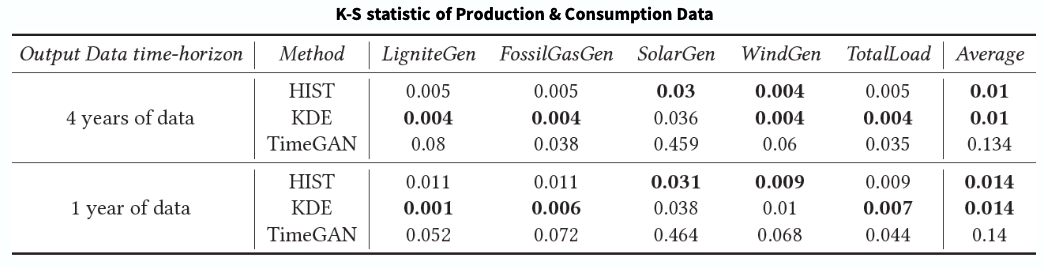 K-S statistic of Production & Consumption Data
Output Data time-horizon Method LigniteGen FossilGasGen SolarGen WindGen TotalLoad Average
HIST 0.005 0.005 0.03 0.004 0.005 0.01
4 years of data KDE 0.004 0.004 0.036 0.004 0.004 0.01
TimeGAN 0.08 0.038 0.459 0.06 0.035 0.134
HIST 0.011 0.011 0.031 0.009 0.009 0.014
1 year of data KDE 0.001 0.006 0.038 0.01 0.007 0.014
TimeGAN 0.052 0.072 0.464 0.068 0.044 0.14